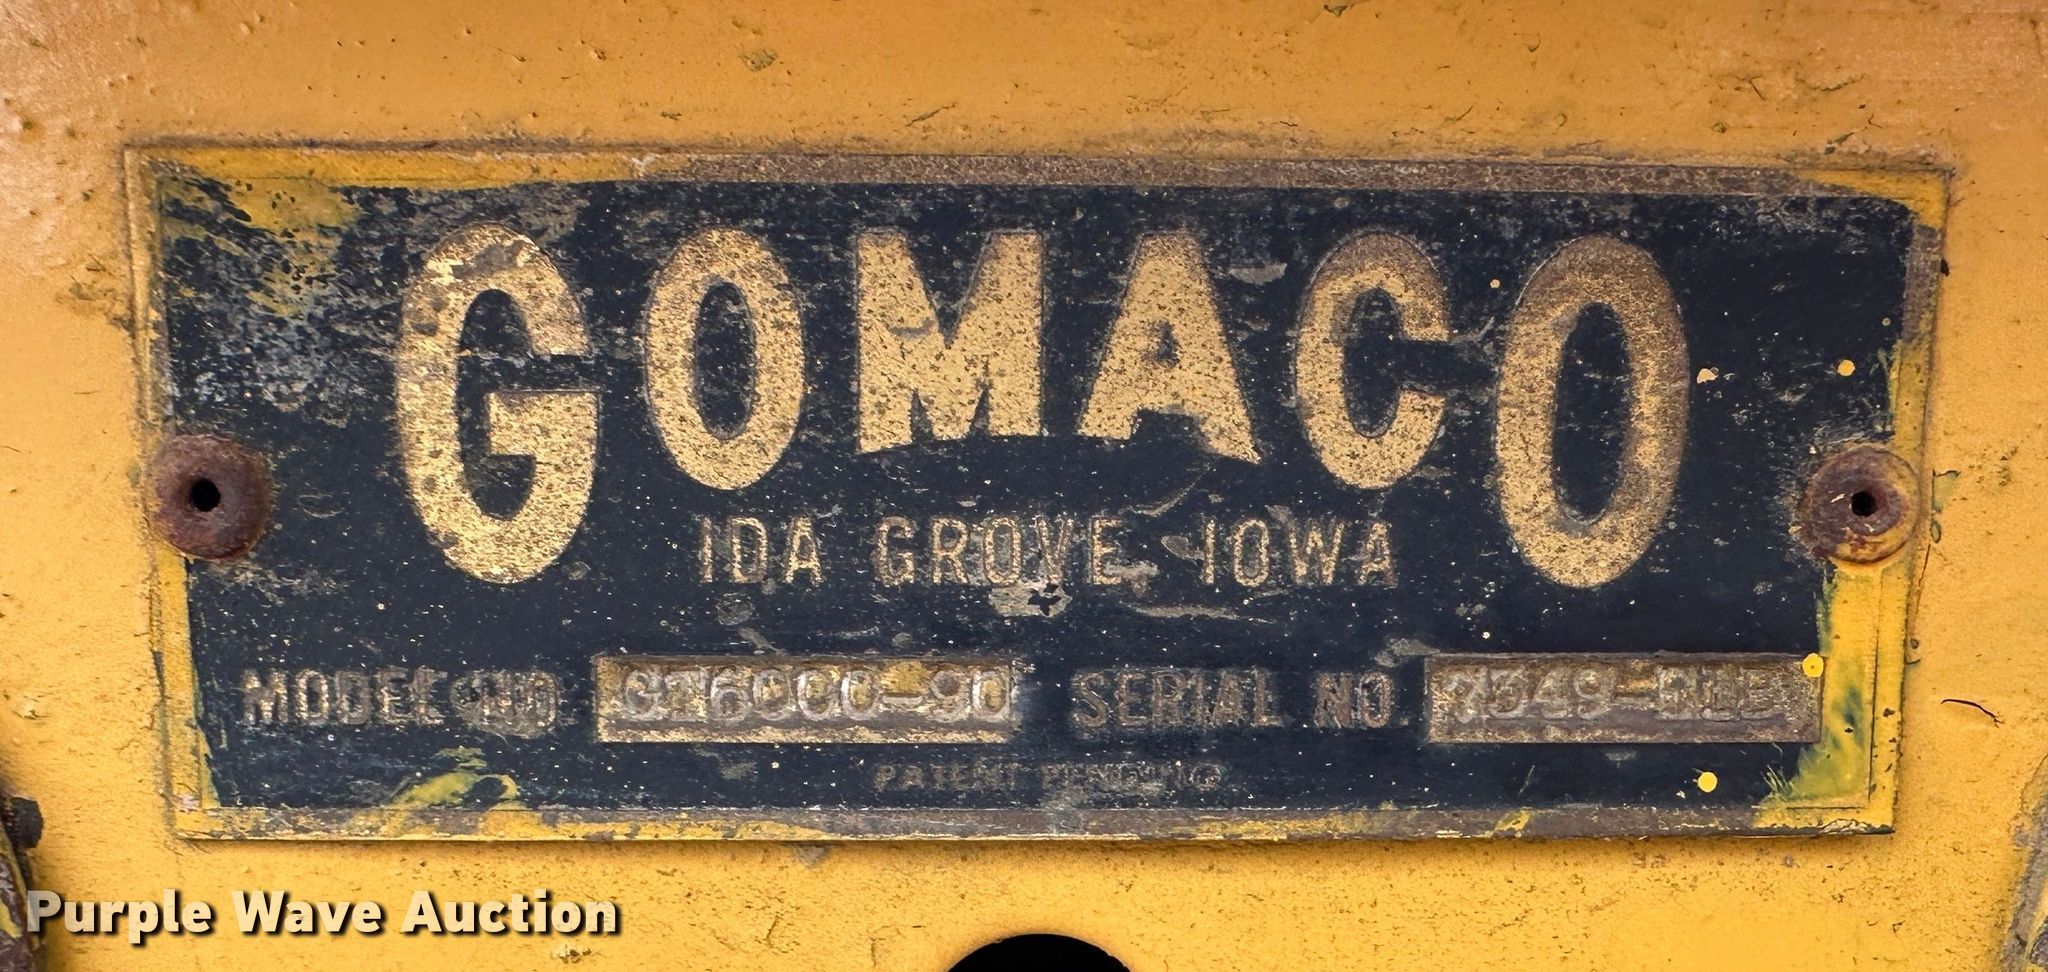 GOMACO
IDA GROVE, IOWA
MODEL NO. GT6000-90 SERIAL NO.
PATENT PENDING
Purple Wave Auction